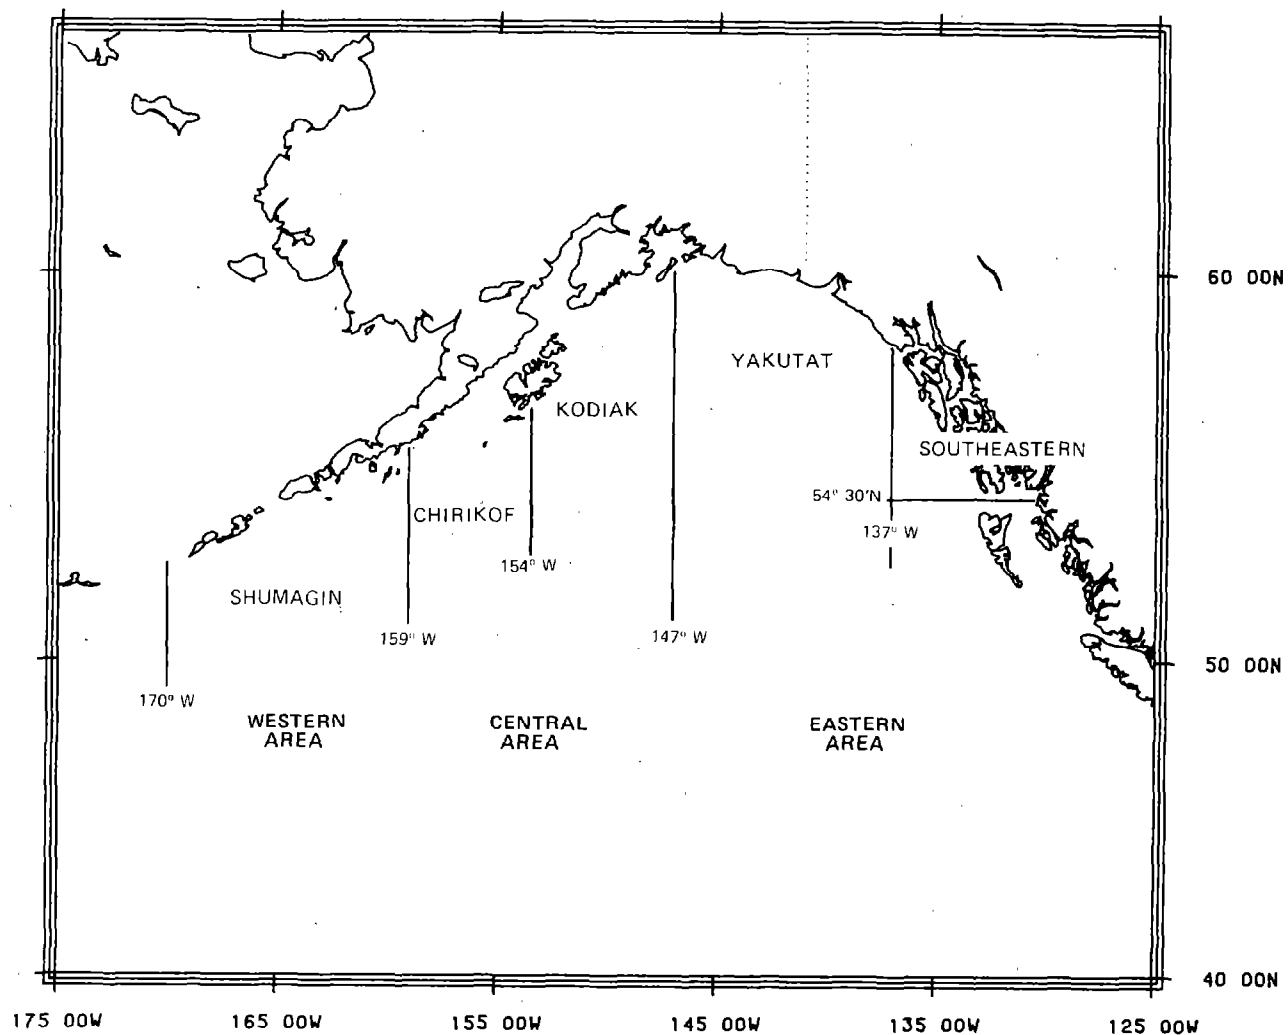 60 00N
YAKUTAT
KODIAK
SOUTHEASTERN
54° 30'N
CHIRIKOF
137° W
154° W
SHUMAGIN
159° W
147° W
50 00N
170° W
WESTERN
AREA
CENTRAL
AREA
EASTERN
AREA
40 00N
175 00W
165 00W
155 00W
145 00W
135 00W
125 00W